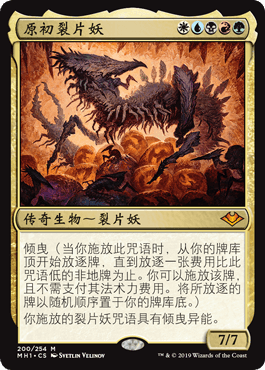 原初裂片妖
传奇生物～裂片妖
倾曳（当你施放此咒语时，从你的牌库
顶开始放逐牌，直到放逐一张费用比此
咒语低的非地牌为止。你可以施放该牌，
且不需支付其法术力费用。将所放逐的
牌以随机顺序置于你的牌库底。）
你施放的裂片妖咒语具有倾曳异能。
7/7
200/254 M
MH1 • CS SVETLIN VELINOV
™ & © 2019 Wizards of the Coast